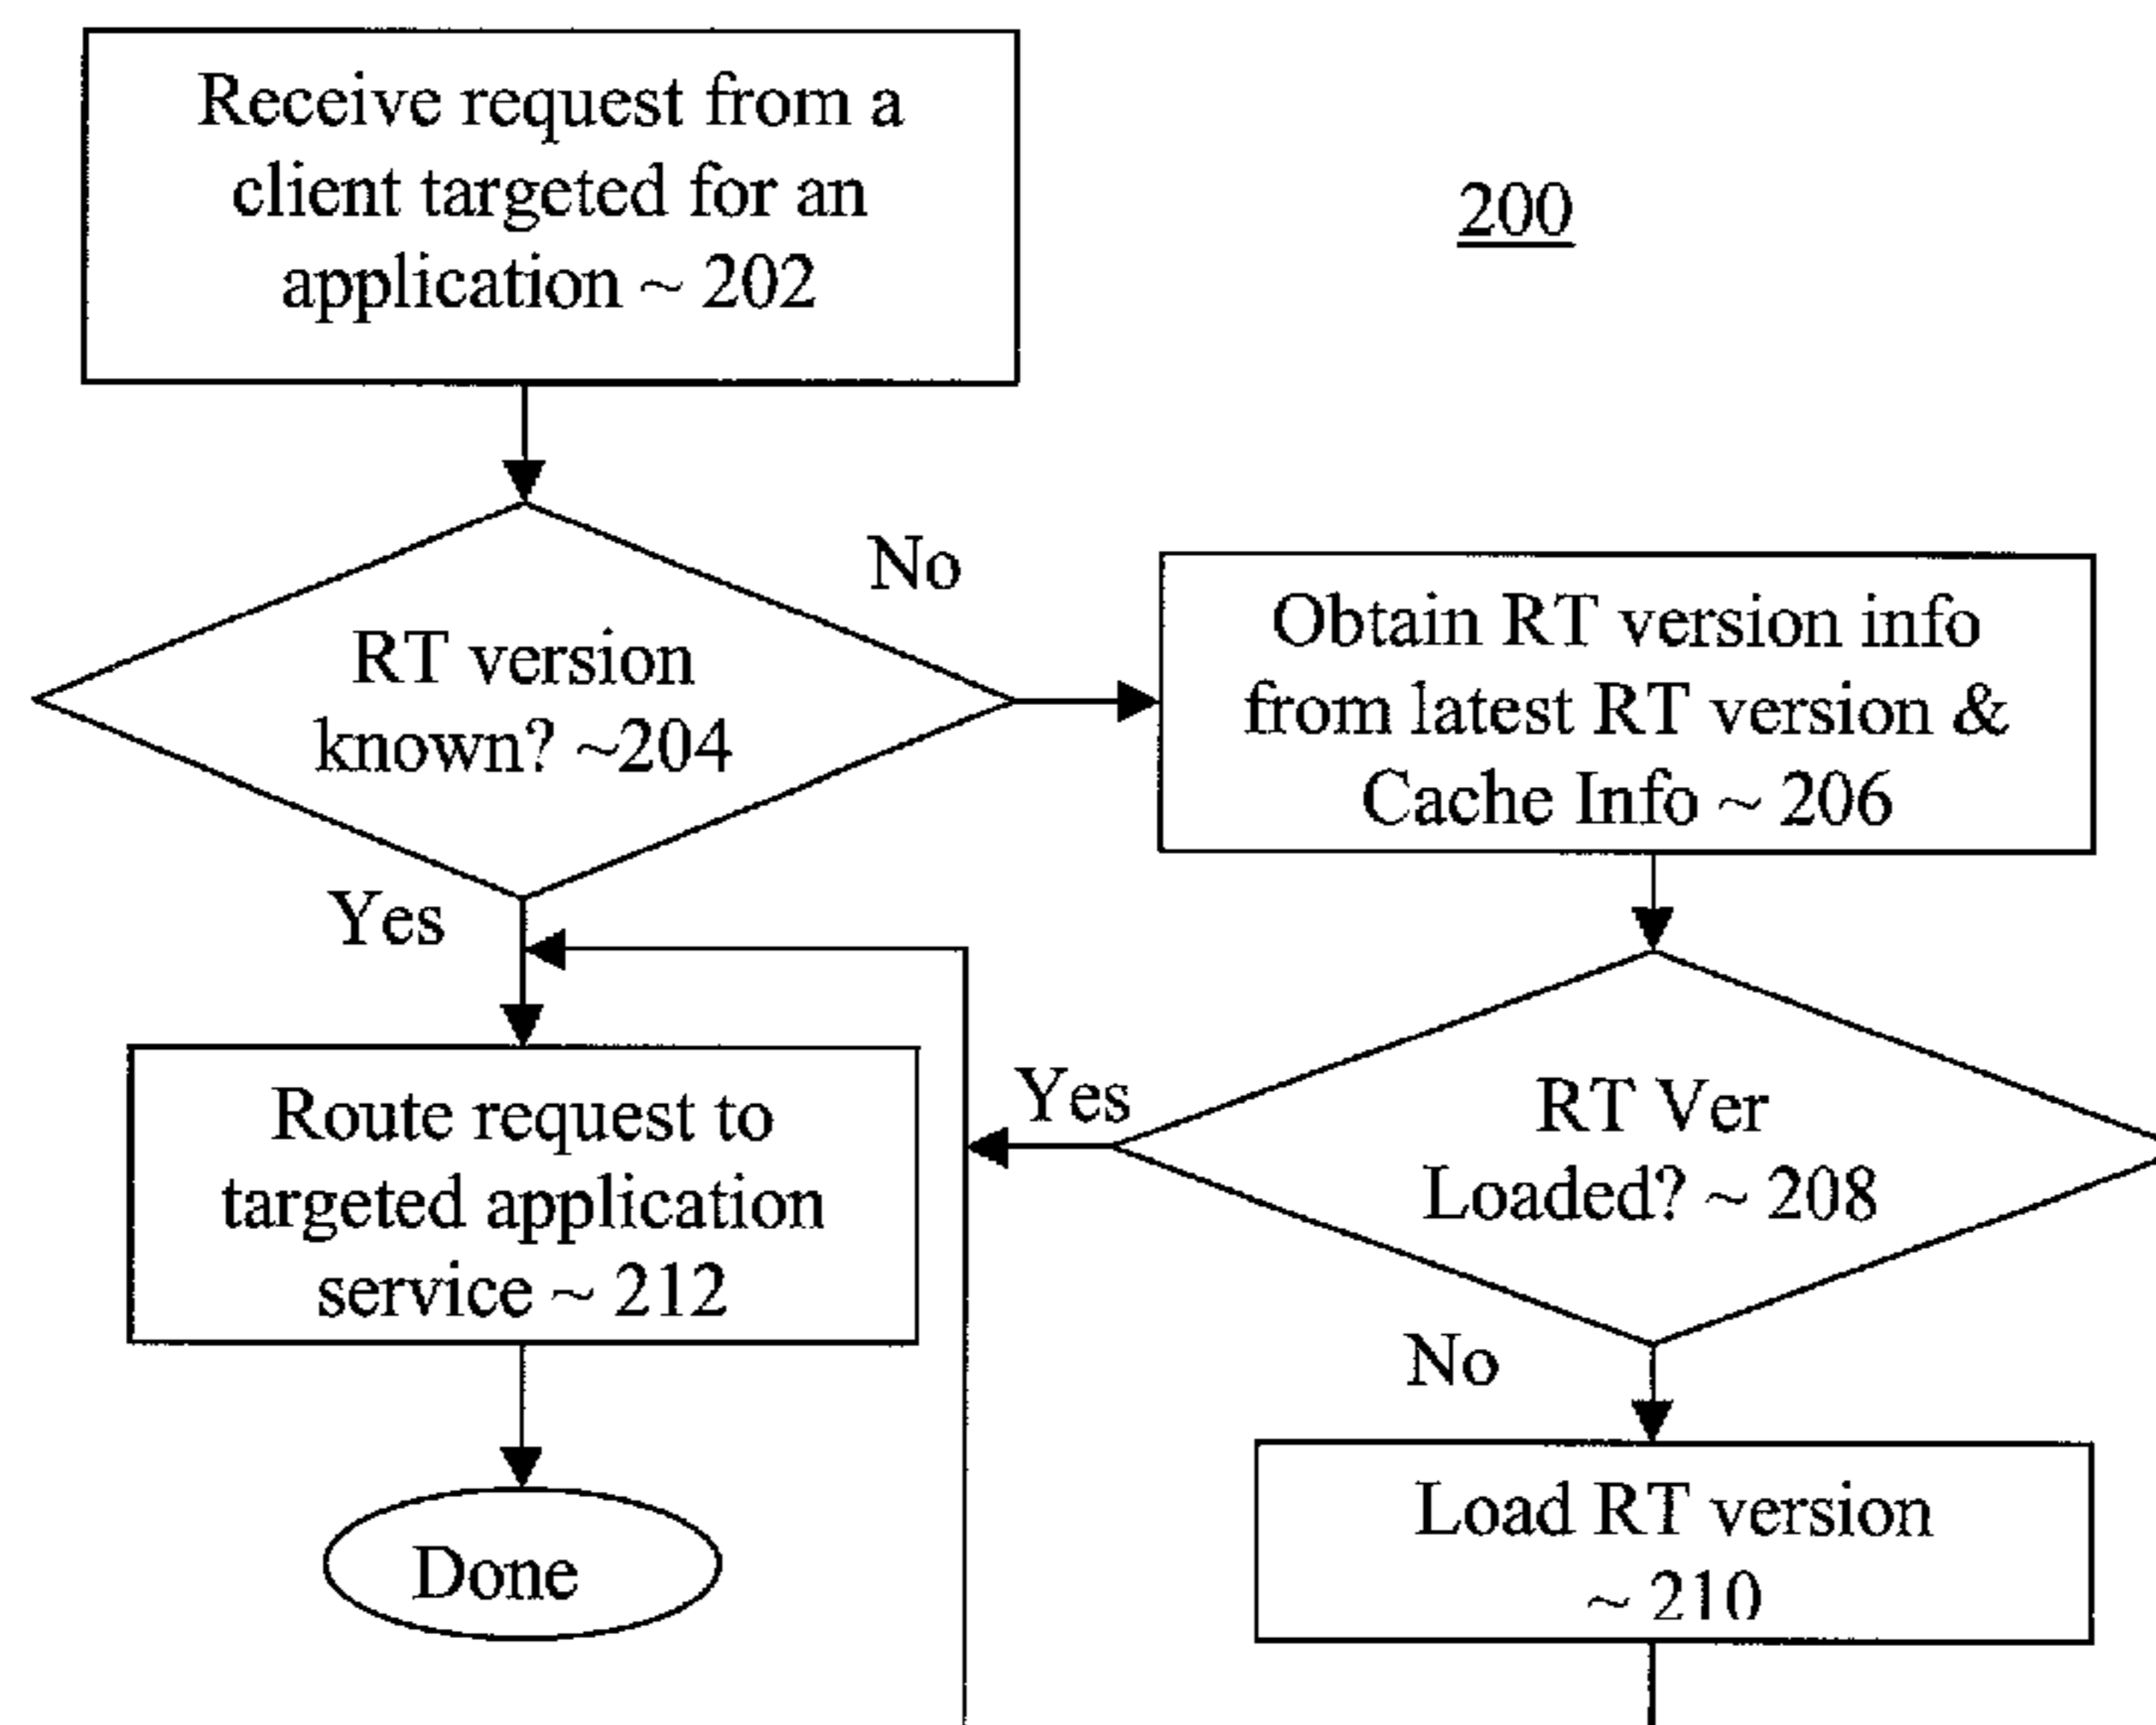 Receive request from a
client targeted for an
application ~ 202
200
RT version
known? ~204
No
Yes
Obtain RT version info
from latest RT version &
Cache Info ~ 206
RT Ver
Loaded? ~ 208
Yes
No
Route request to
targeted application
service ~ 212
Load RT version
~ 210
Done